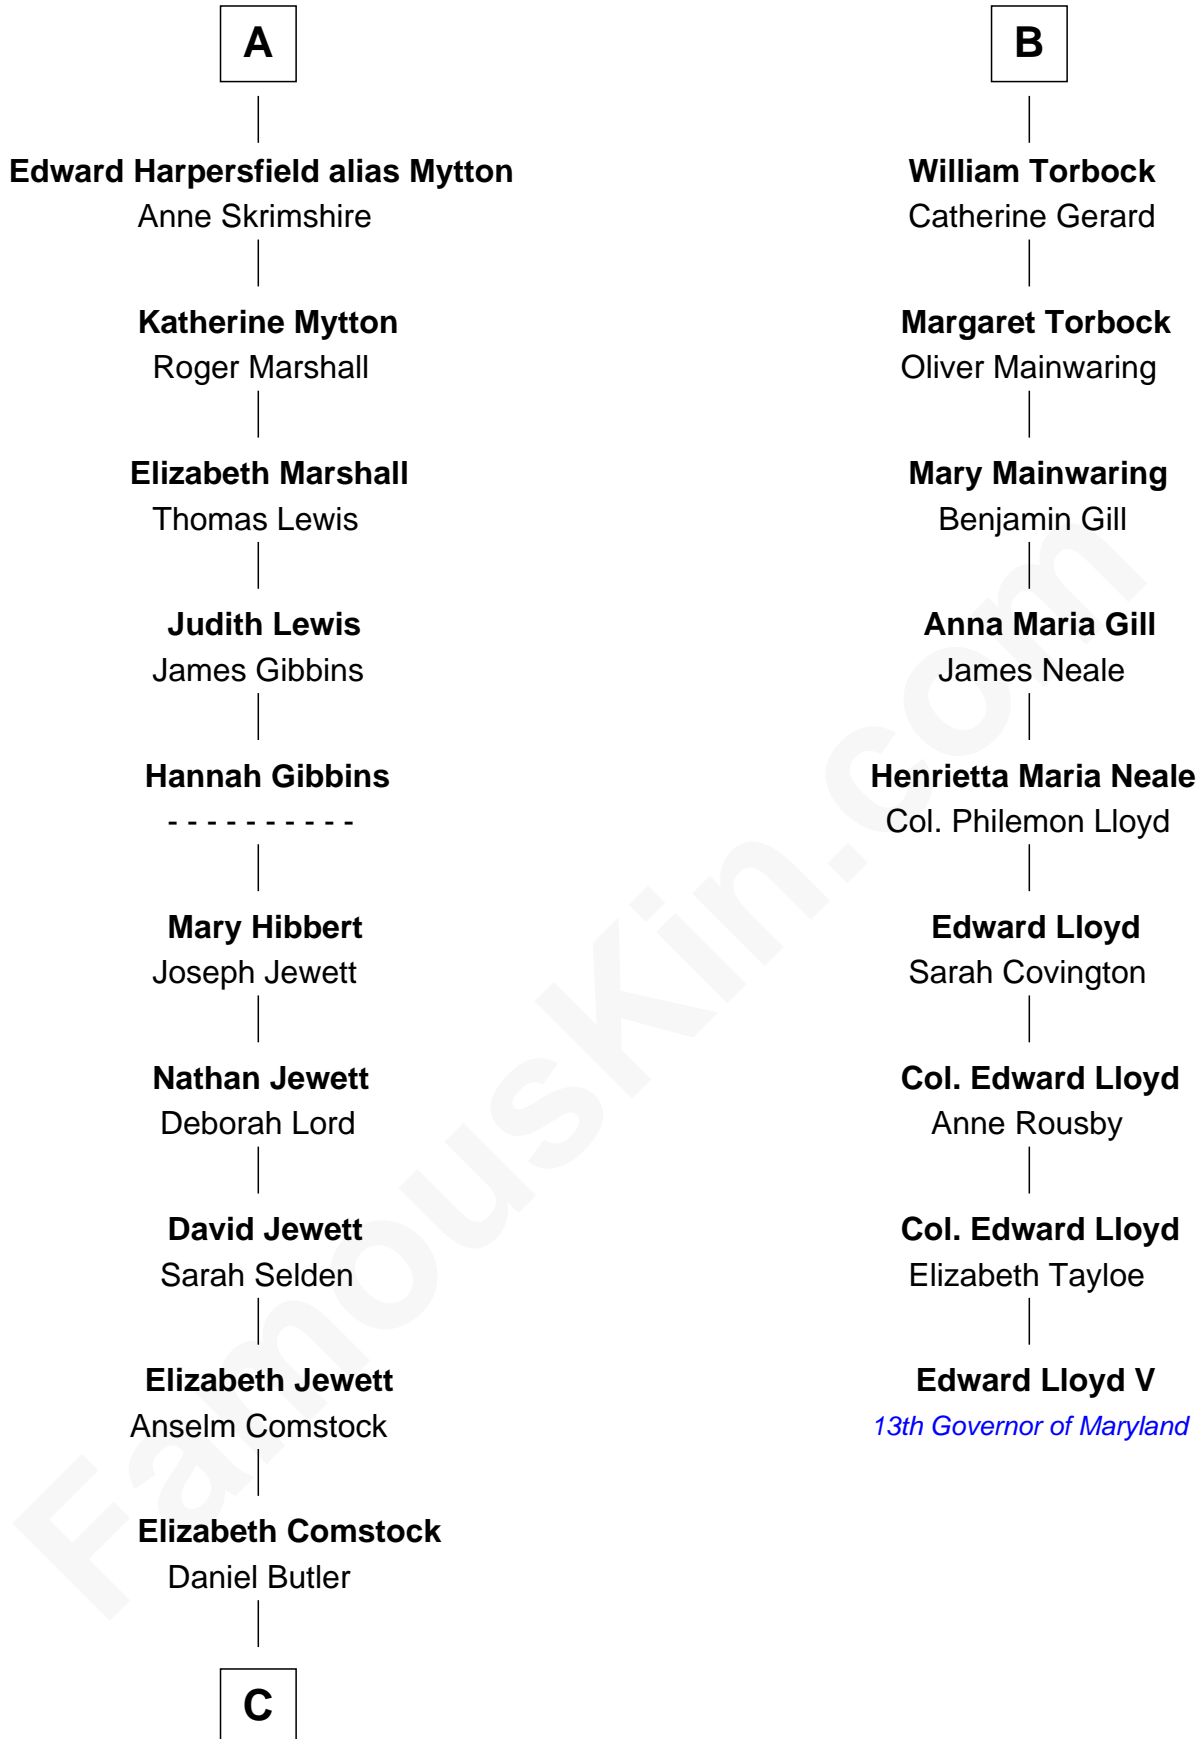 A
Edward Harpersfield alias Mytton
Anne Skrimshire
Katherine Mytton
Roger Marshall
Elizabeth Marshall
Thomas Lewis
Judith Lewis
James Gibbins
Hannah Gibbins
- - - - - - - - - -
Mary Hibbert
Joseph Jewett
Nathan Jewett
Deborah Lord
David Jewett
Sarah Selden
Elizabeth Jewett
Anselm Comstock
Elizabeth Comstock
Daniel Butler
C
B
William Torbock
Catherine Gerard
Margaret Torbock
Oliver Mainwaring
Mary Mainwaring
Benjamin Gill
Anna Maria Gill
James Neale
Henrietta Maria Neale
Col. Philemon Lloyd
Edward Lloyd
Sarah Covington
Col. Edward Lloyd
Anne Rousby
Col. Edward Lloyd
Elizabeth Tayloe
Edward Lloyd V
13th Governor of Maryland
FamousKin.com